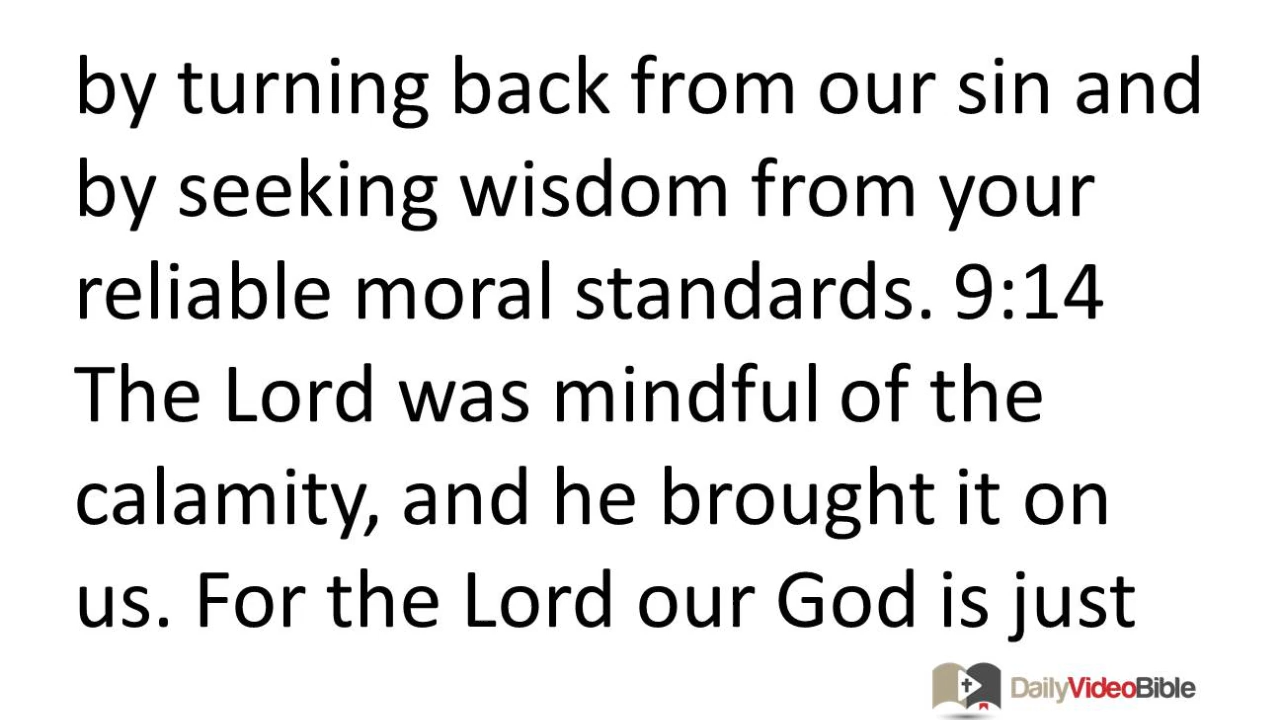 by turning back from our sin and
by seeking wisdom from your
reliable moral standards. 9:14
The Lord was mindful of the
calamity, and he brought it on
us. For the Lord our God is just
DailyVideoBible